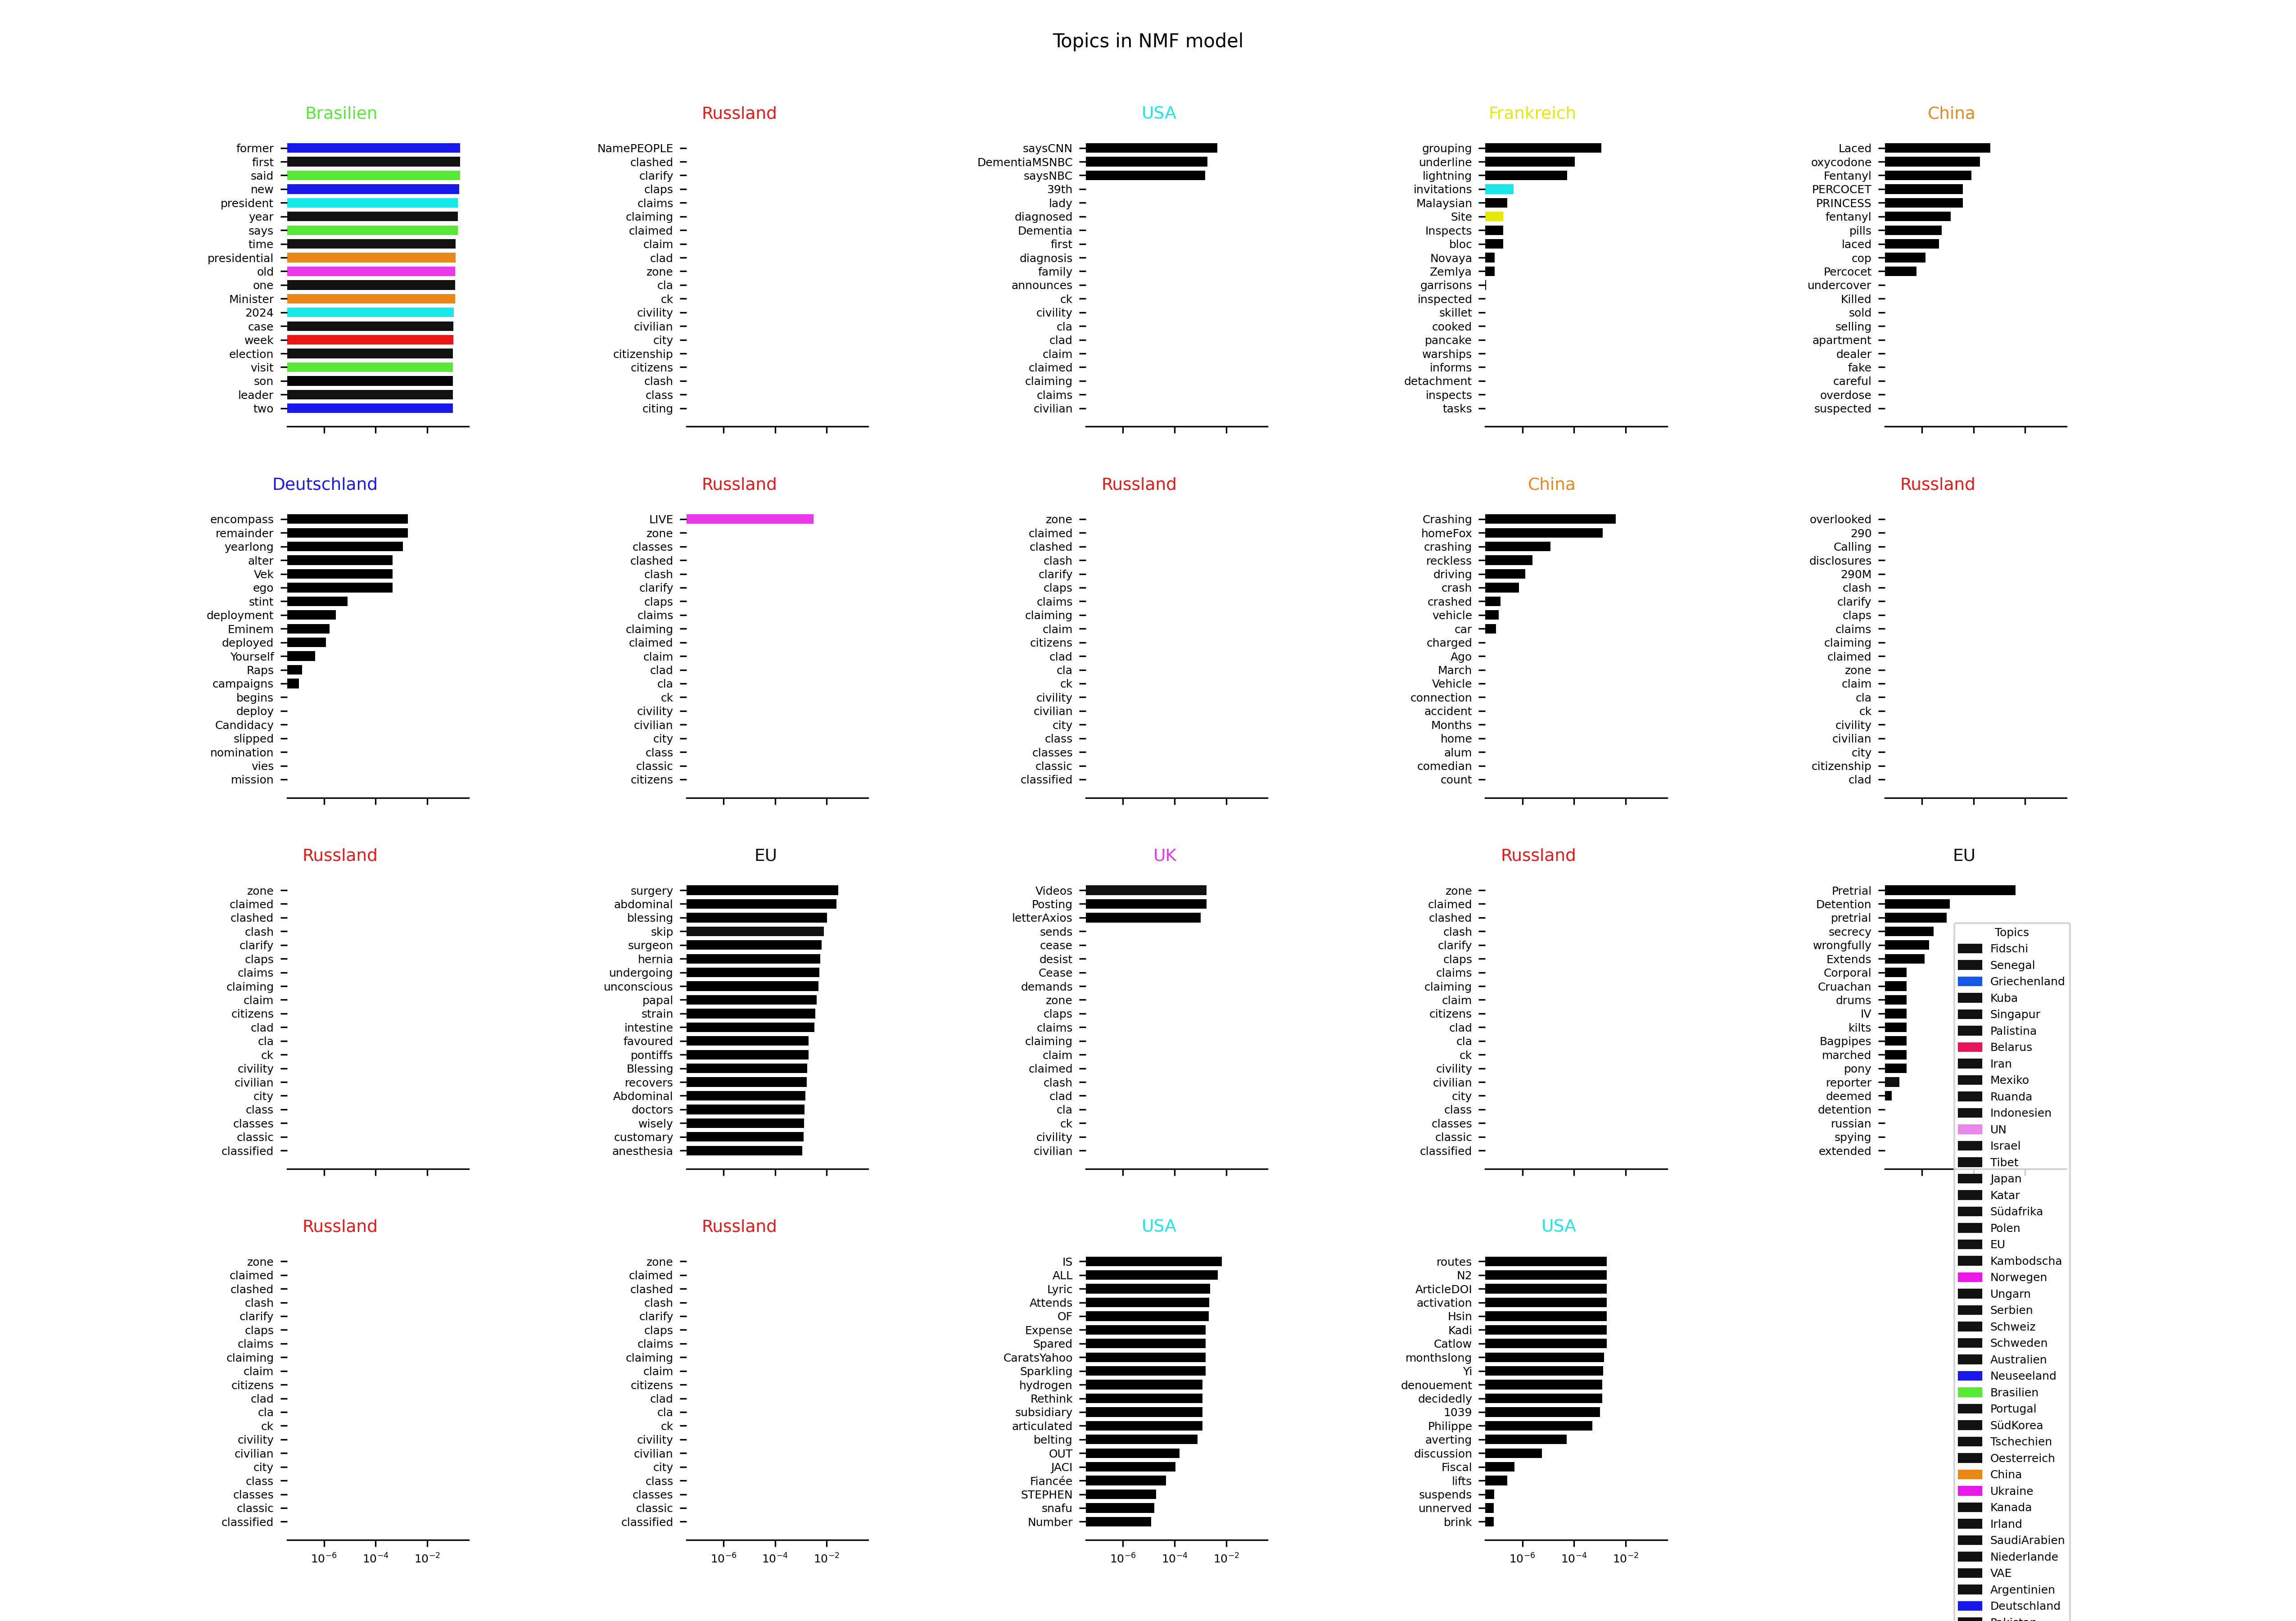 Topics in NMF model
Brasilien
former
first
said
new
president
year
says
time
presidential
old
one
Minister
2024
case
week
election
visit
son
leader
two
Russland
NamePEOPLE
clashed
clarify
claps
claims
claiming
claimed
claim
clad
zone
cla
ck
civility
civilian
city
citizenship
citizens
clash
class
citing
USA
saysCNN
DementiaMSNBC
saysNBC
39th
lady
diagnosed
Dementia
first
diagnosis
family
announces
ck
civility
cla
clad
claim
claimed
claiming
claims
civilian
Frankreich
grouping
underline
lightning
invitations
Malaysian
Site
Inspects
bloc
Novaya
Zemlya
garrisons
inspected
skillet
cooked
pancake
warships
informs
detachment
inspects
tasks
China
Laced
oxycodone
Fentanyl
PERCOCET
PRINCESS
fentanyl
pills
laced
cop
Percocet
undercover
Killed
sold
selling
apartment
dealer
fake
careful
overdose
suspected
Deutschland
encompass
remainder
yearlong
alter
Vek
ego
stint
deployment
Eminem
deployed
Yourself
Raps
campaigns
begins
deploy
Candidacy
slipped
nomination
vies
mission
Russland
LIVE
zone
classes
clashed
clash
clarify
claps
claims
claiming
claimed
claim
clad
cla
ck
civility
civilian
city
class
classic
citizens
Russland
zone
claimed
clashed
clash
clarify
claps
claims
claiming
claim
citizens
clad
cla
ck
civility
civilian
city
class
classes
classic
classified
China
Crashing
homeFox
crashing
reckless
driving
crash
crashed
vehicle
car
charged
Ago
March
Vehicle
connection
accident
Months
home
alum
comedian
count
Russland
overlooked
290
Calling
disclosures
290M
clash
clarify
claps
claims
claiming
claimed
zone
claim
cla
ck
civility
civilian
city
citizenship
clad
Russland
zone
claimed
clashed
clash
clarify
claps
claims
claiming
claim
citizens
clad
cla
ck
civility
civilian
city
class
classes
classic
classified
EU
surgery
abdominal
blessing
skip
surgeon
hernia
undergoing
unconscious
papal
strain
intestine
favoured
pontiffs
Blessing
recovers
Abdominal
doctors
wisely
customary
anesthesia
UK
Videos
Posting
letterAxios
sends
cease
desist
Cease
demands
zone
claps
claims
claiming
claim
claimed
clash
clad
cla
ck
civility
civilian
Russland
zone
claimed
clashed
clash
clarify
claps
claims
claiming
claim
citizens
clad
cla
ck
civility
civilian
city
class
classes
classic
classified
EU
Pretrial
Detention
pretrial
secrecy
wrongfully
Extends
Corporal
Cruachan
drums
IV
kilts
Bagpipes
marched
pony
reporter
deemed
detention
russian
spying
extended
Russland
zone
claimed
clashed
clash
clarify
claps
claims
claiming
claim
citizens
clad
cla
ck
civility
civilian
city
class
classes
classic
classified
10⁻⁶ 10⁻⁴ 10⁻²
Russland
zone
claimed
clashed
clash
clarify
claps
claims
claiming
claim
citizens
clad
cla
ck
civility
civilian
city
class
classes
classic
classified
10⁻⁶ 10⁻⁴ 10⁻²
USA
IS
ALL
Lyric
Attends
OF
Expense
Spared
CaratsYahoo
Sparkling
hydrogen
Rethink
subsidiary
articulated
belting
OUT
JACI
Fiancée
STEPHEN
snafu
Number
10⁻⁶ 10⁻⁴ 10⁻²
USA
routes
N2
ArticleDOI
activation
Hsin
Kadi
Catlow
monthslong
Yi
denouement
decidedly
1039
Philippe
averting
discussion
Fiscal
lifts
suspends
unnerved
brink
10⁻⁶ 10⁻⁴ 10⁻²
Topics
Fidschi
Senegal
Griechenland
Kuba
Singapur
Palistina
Belarus
Iran
Mexiko
Ruanda
Indonesien
UN
Israel
Tibet
Japan
Katar
Südafrika
Polen
EU
Kambodscha
Norwegen
Ungarn
Serbien
Schweiz
Schweden
Australien
Neuseeland
Brasilien
Portugal
SüdKorea
Tschechien
Oesterreich
China
Ukraine
Kanada
Irland
SaudiArabien
Niederlande
VAE
Argentinien
Deutschland